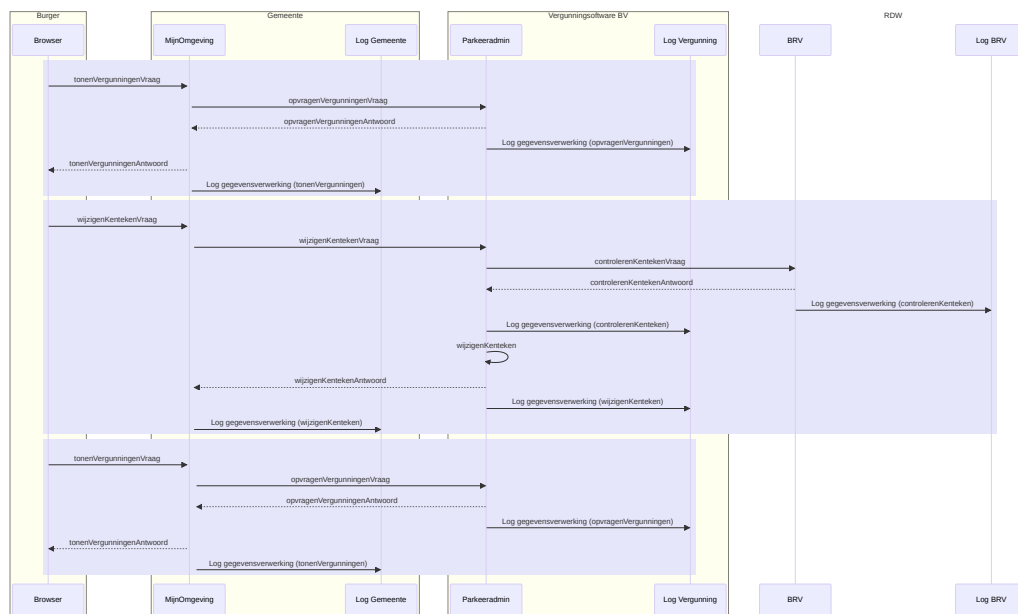 Burger
Gemeente
Vergunningsoftware BV
RDW
Browser
MijnOmgeving
Log Gemeente
Parkeeradmin
Log Vergunning
BRV
Log BRV
tonenVergunningenVraag
opvragenVergunningenVraag
opvragenVergunningenAntwoord
Log gegevensverwerking (opvragenVergunningen)
tonenVergunningenAntwoord
Log gegevensverwerking (tonenVergunningen)
wijzigenKentekenVraag
wijzigenKentekenVraag
controlerenKentekenVraag
controlerenKentekenAntwoord
Log gegevensverwerking (controlerenKenteken)
Log gegevensverwerking (controlerenKenteken)
wijzigenKenteken
wijzigenKentekenAntwoord
Log gegevensverwerking (wijzigenKenteken)
Log gegevensverwerking (wijzigenKenteken)
tonenVergunningenVraag
opvragenVergunningenVraag
opvragenVergunningenAntwoord
Log gegevensverwerking (opvragenVergunningen)
tonenVergunningenAntwoord
Log gegevensverwerking (tonenVergunningen)
Browser
MijnOmgeving
Log Gemeente
Parkeeradmin
Log Vergunning
BRV
Log BRV